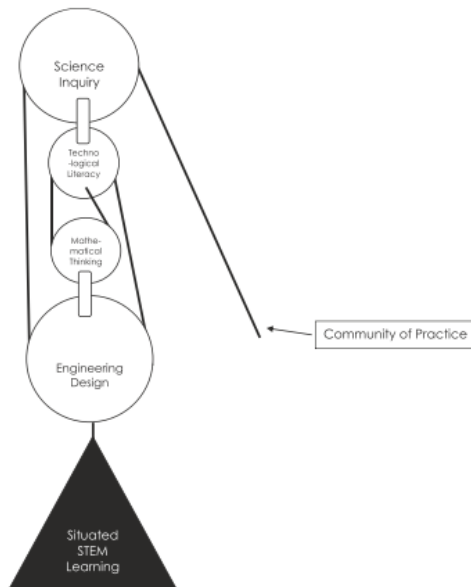 Science
Inquiry
Techno
-logical
Literacy
Mathe-
matical
Thinking
Community of Practice
Engineering
Design
Situated
STEM
Learning